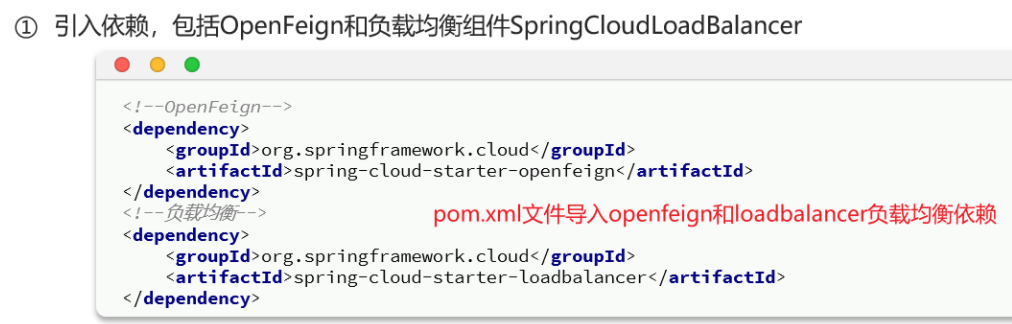 ① 引入依赖，包括OpenFeign和负载均衡组件SpringCloudLoadBalancer
<!--OpenFeign-->
<dependency>
    <groupId>org.springframework.cloud</groupId>
    <artifactId>spring-cloud-starter-openfeign</artifactId>
</dependency>
<!--负载均衡-->
pom.xml文件导入openfeign和loadbalancer负载均衡依赖
<dependency>
    <groupId>org.springframework.cloud</groupId>
    <artifactId>spring-cloud-starter-loadbalancer</artifactId>
</dependency>